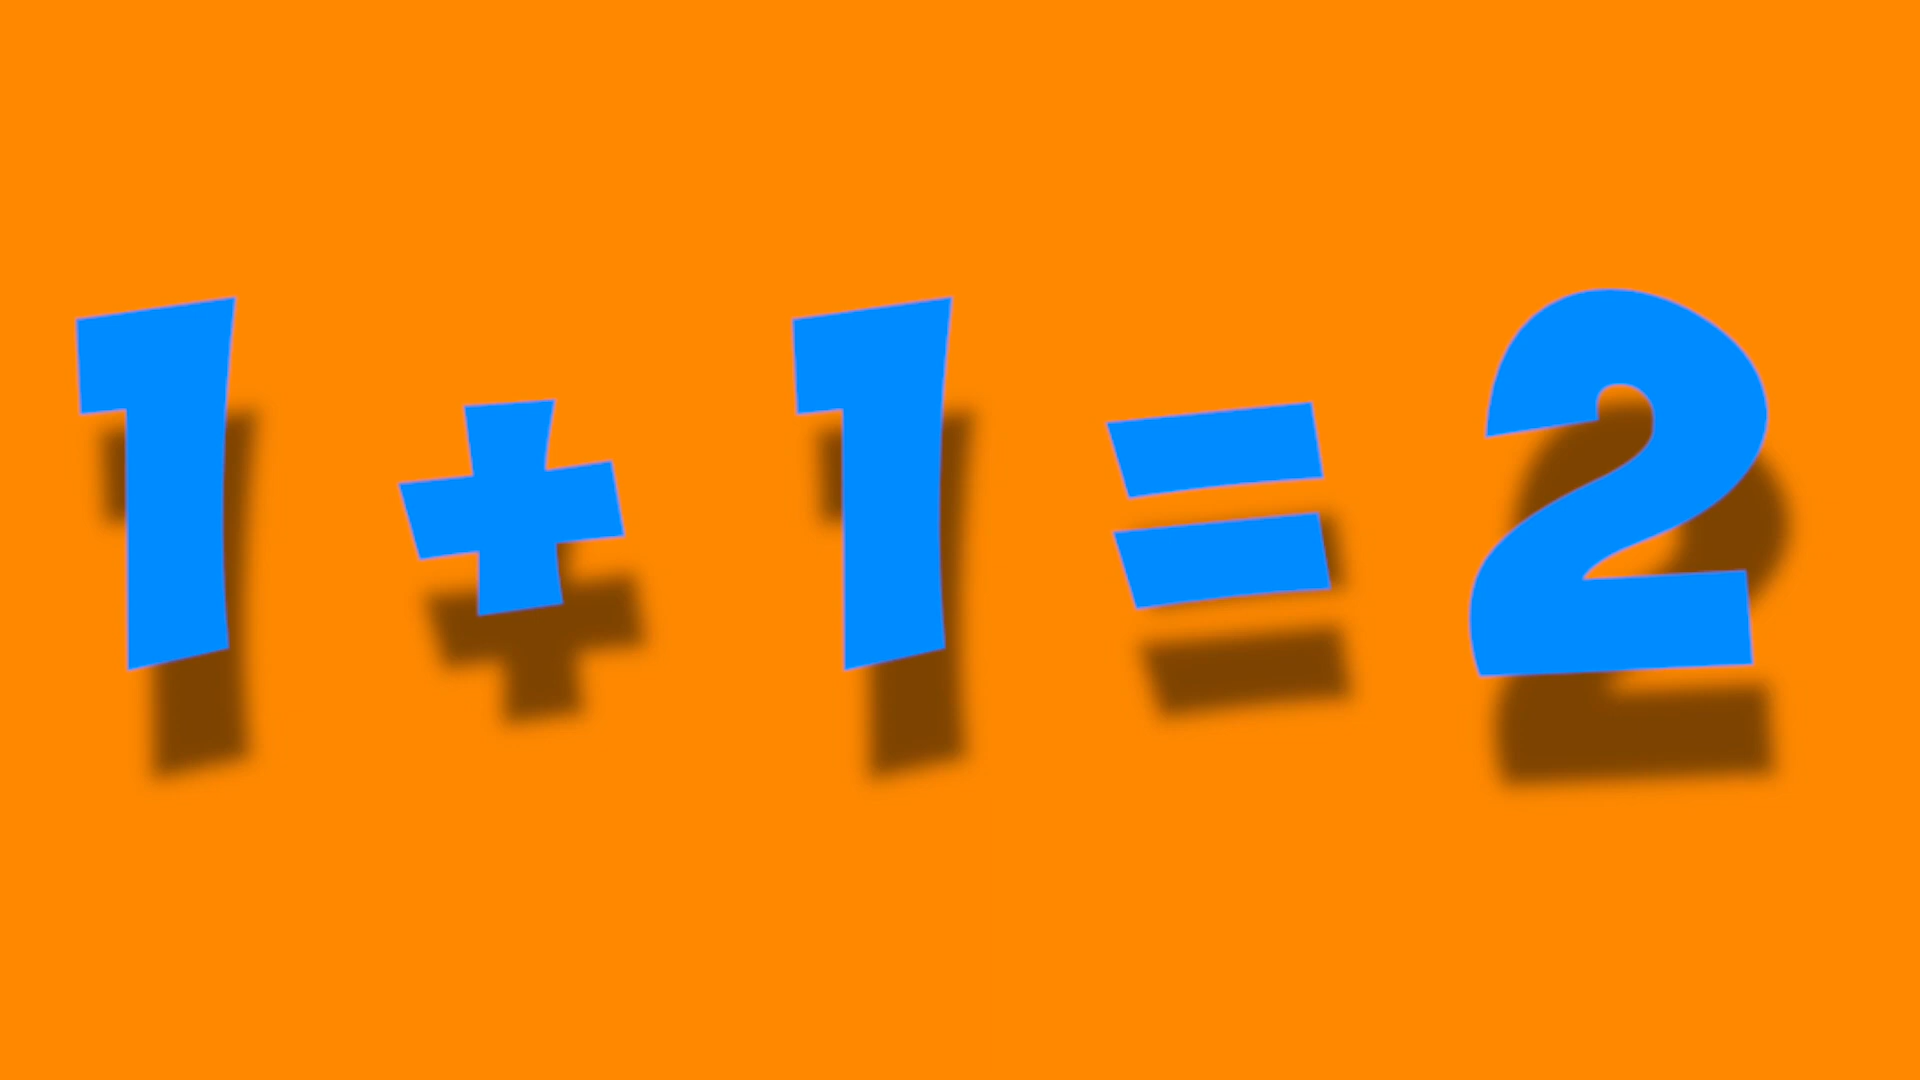 1 + 1 = 2